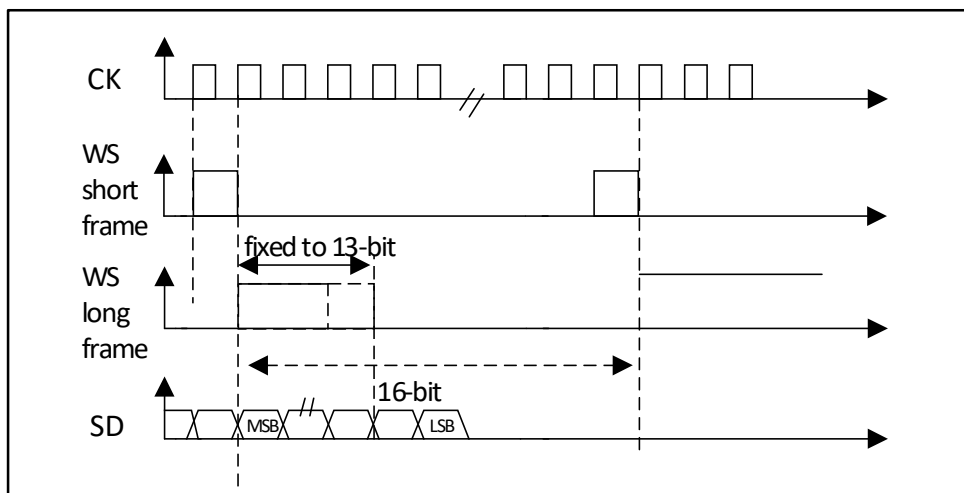 CK
WS
short
frame
fixed to 13-bit
WS
long
frame
16-bit
SD
MSB
LSB